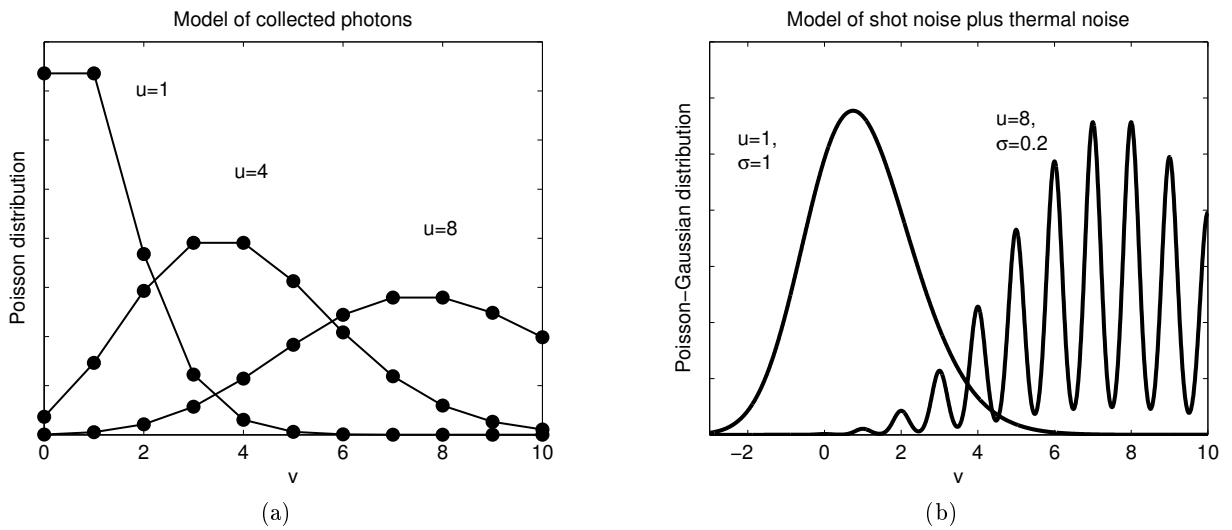 Model of collected photons
u=1
u=4
u=8
Poisson distribution
0 2 4 6 8 10
v
(a)
Model of shot noise plus thermal noise
u=1,
σ=1
u=8,
σ=0.2
Poisson−Gaussian distribution
−2 0 2 4 6 8 10
v
(b)